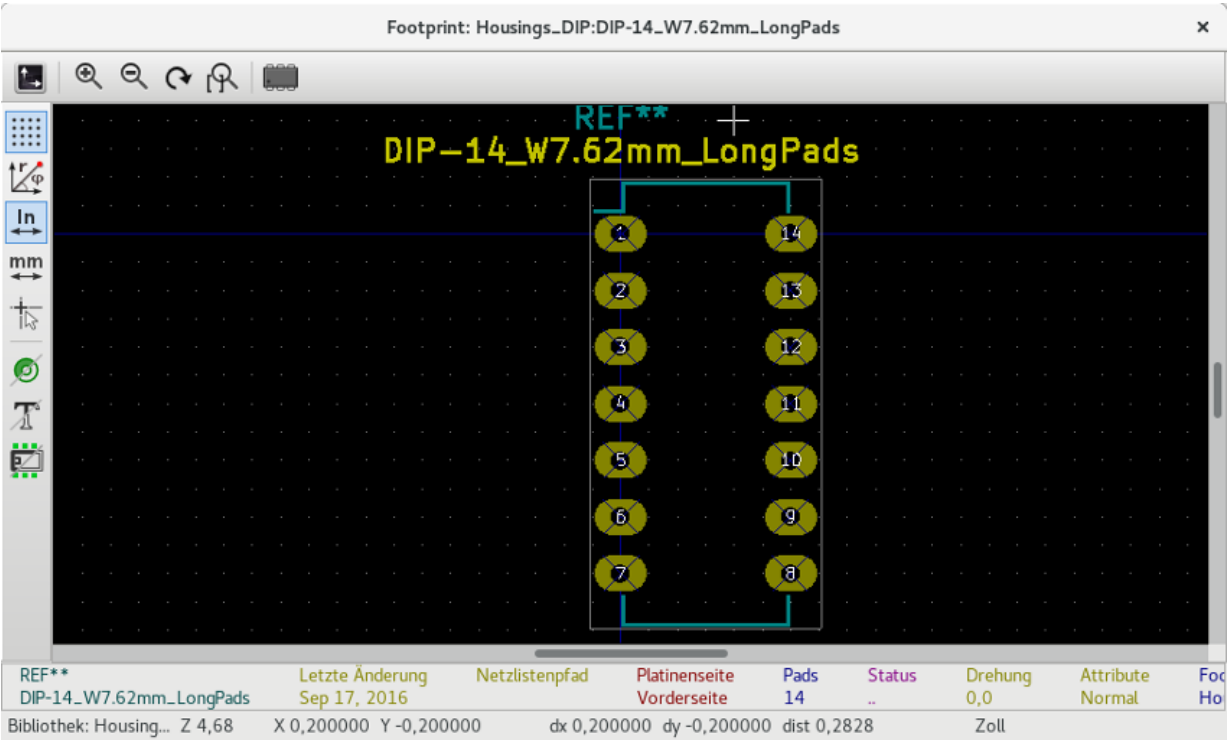 Footprint: Housings_DIP:DIP-14_W7.62mm_LongPads ×
REF**
DIP-14_W7.62mm_LongPads
r φ
In
mm
1 14
2 13
3 12
4 11
5 10
6 9
7 8
REF** Letzte Änderung Netzlistenpfad Platinenseite Pads Status Drehung Attribute Foo
DIP-14_W7.62mm_LongPads Sep 17, 2016 Vorderseite 14 .. 0,0 Normal Ho
Bibliothek: Housing... Z 4,68 X 0,200000 Y -0,200000 dx 0,200000 dy -0,200000 dist 0,2828 Zoll